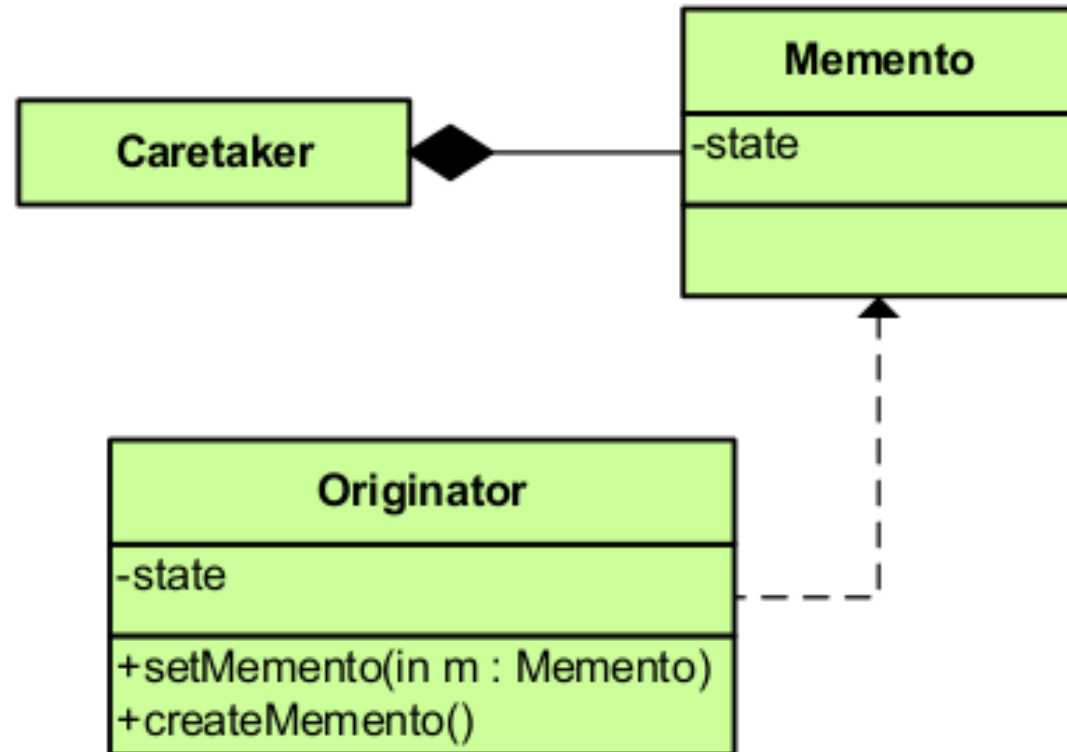 Memento
-state
Caretaker
Originator
-state
+setMemento(in m : Memento)
+createMemento()